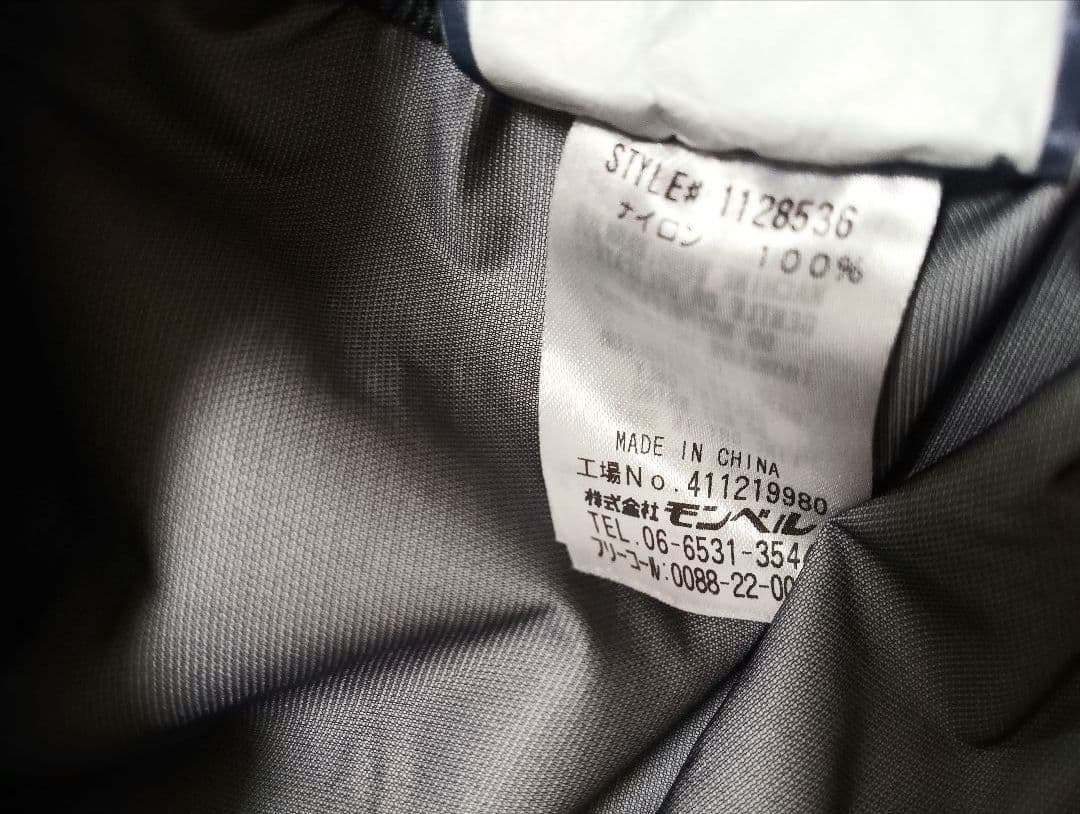 STYLE# 1128536
ナイロン 100%
MADE IN CHINA
工場No.411219980
株式会社モンベル
TEL.06-6531-354
フリーコール:0088-22-00